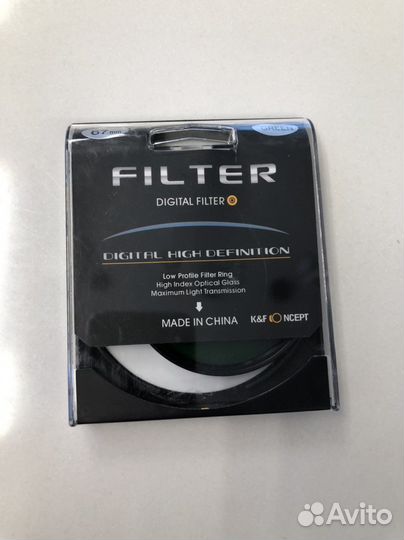 67mm
GREEN
FILTER
DIGITAL FILTER
DIGITAL HIGH DEFINITION
Low Profile Filter Ring
High Index Optical Glass
Maximum Light Transmission
MADE IN CHINA
K&F CONCEPT
Avito